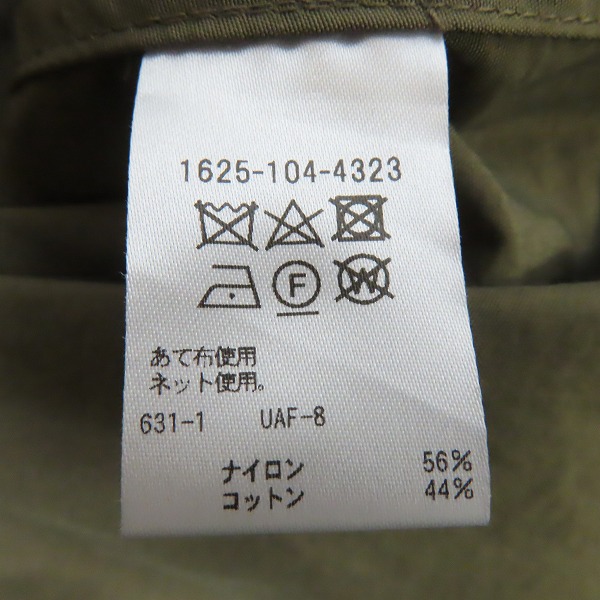 1625-104-4323
F W
あて布使用
ネット使用。
631-1 UAF-8
ナイロン 56%
コットン 44%